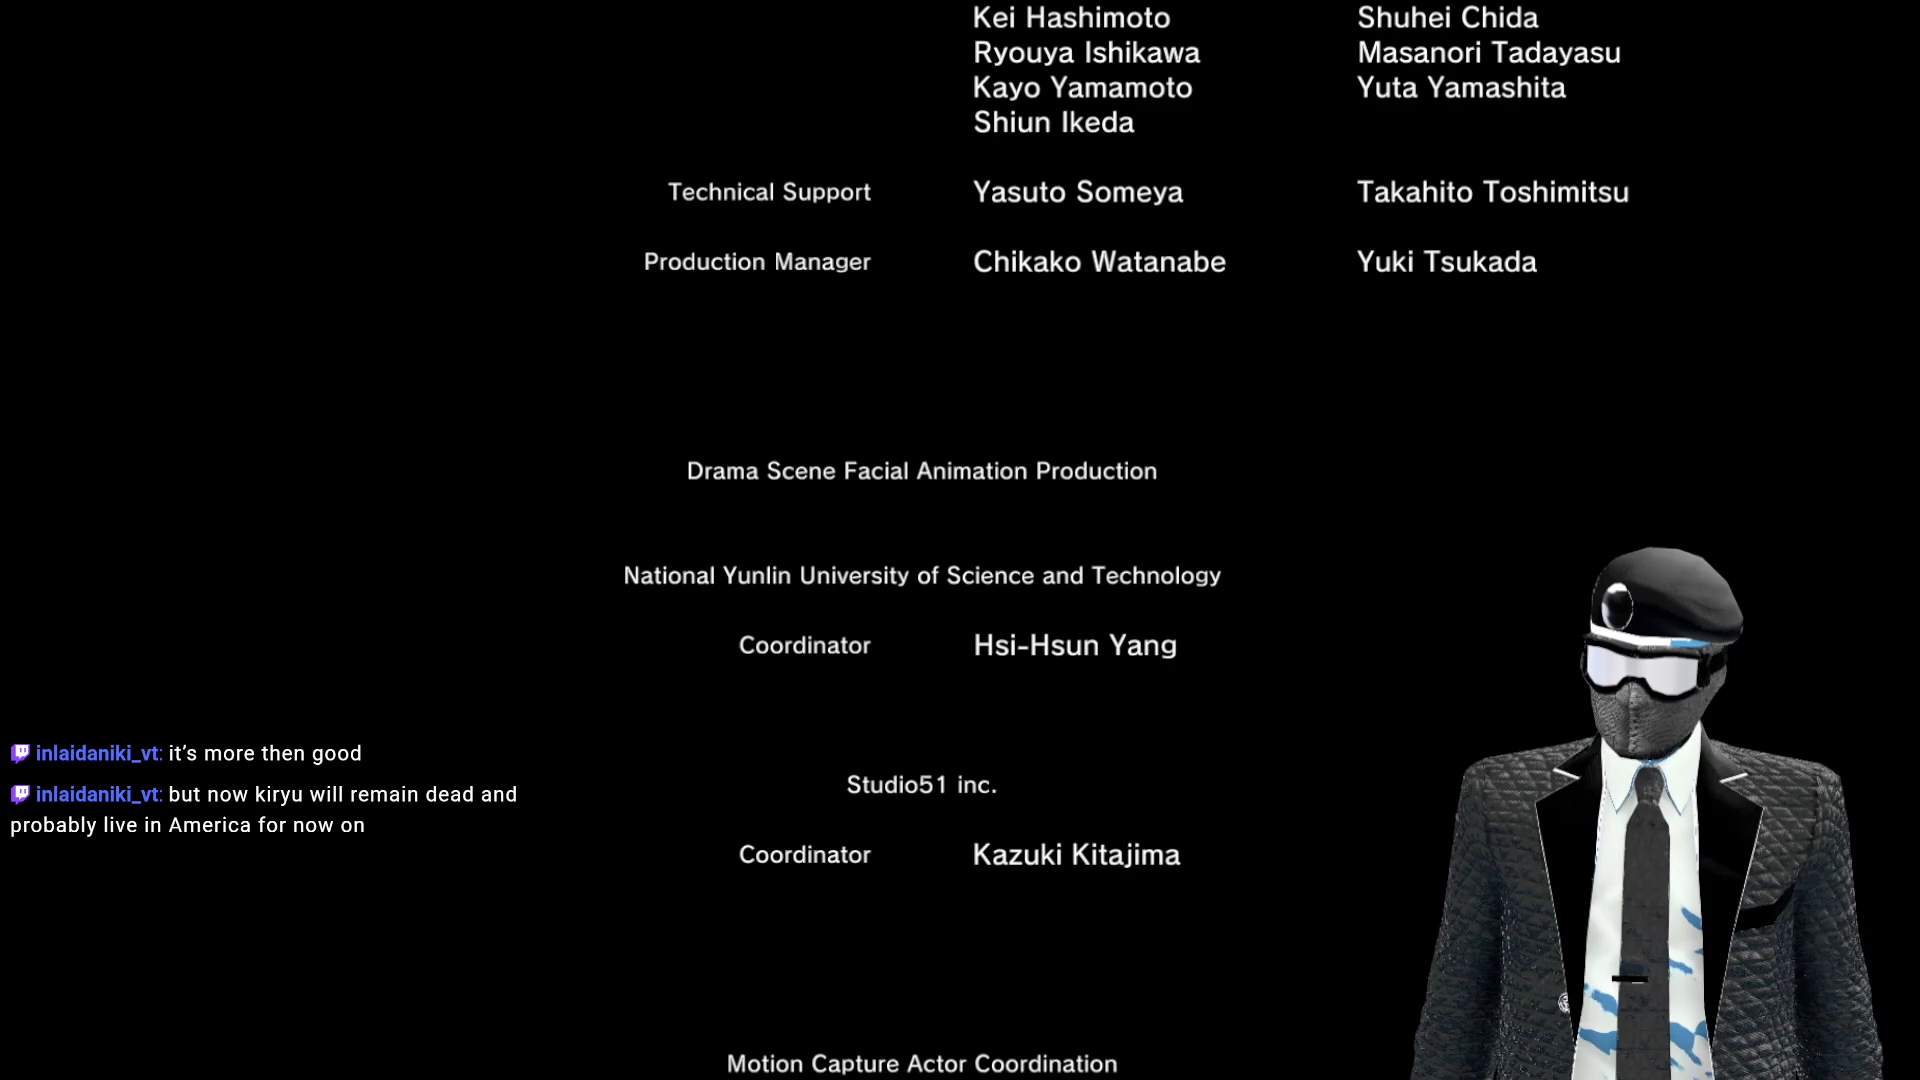 Kei Hashimoto Shuhei Chida
Ryouya Ishikawa Masanori Tadayasu
Kayo Yamamoto Yuta Yamashita
Shiun Ikeda
Technical Support Yasuto Someya Takahito Toshimitsu
Production Manager Chikako Watanabe Yuki Tsukada
Drama Scene Facial Animation Production
National Yunlin University of Science and Technology
Coordinator Hsi-Hsun Yang
Studio51 inc.
Coordinator Kazuki Kitajima
Motion Capture Actor Coordination
inlaidaniki_vt: it’s more then good
inlaidaniki_vt: but now kiryu will remain dead and
probably live in America for now on